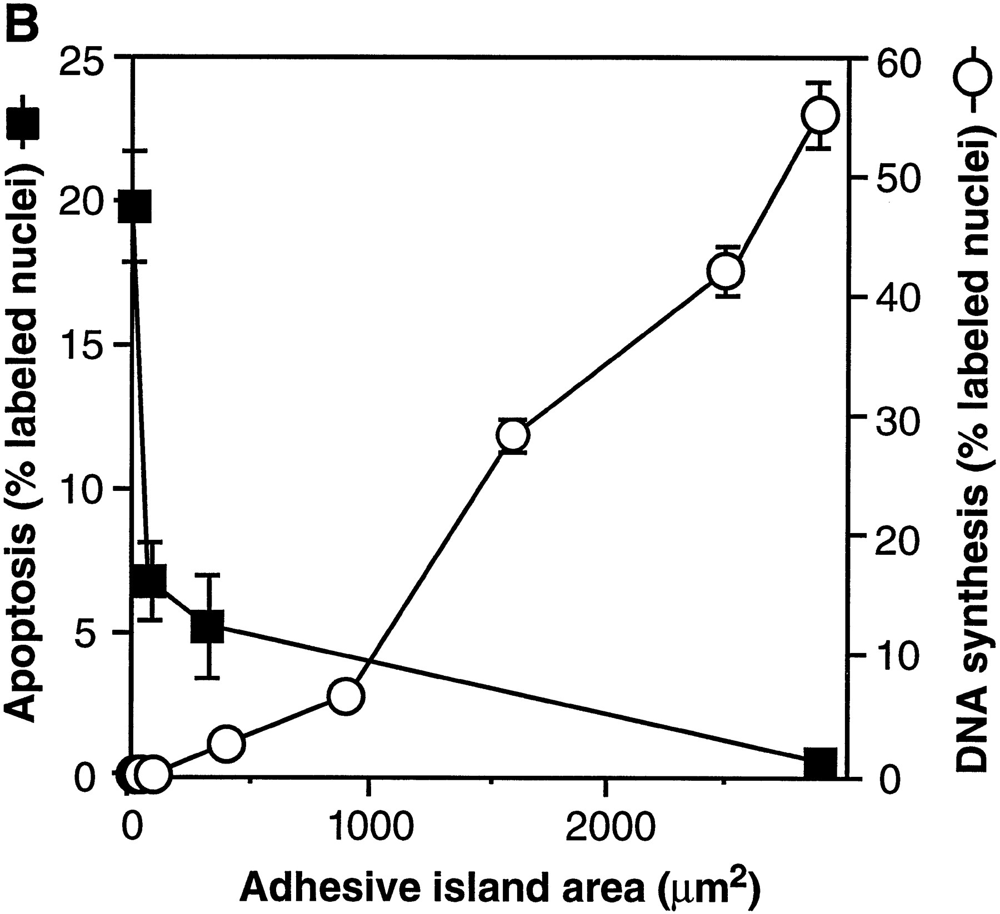 B
Apoptosis (% labeled nuclei)
25
20
15
10
5
0
60
50
40
30
20
10
0
DNA synthesis (% labeled nuclei)
0 1000 2000
Adhesive island area (μm²)